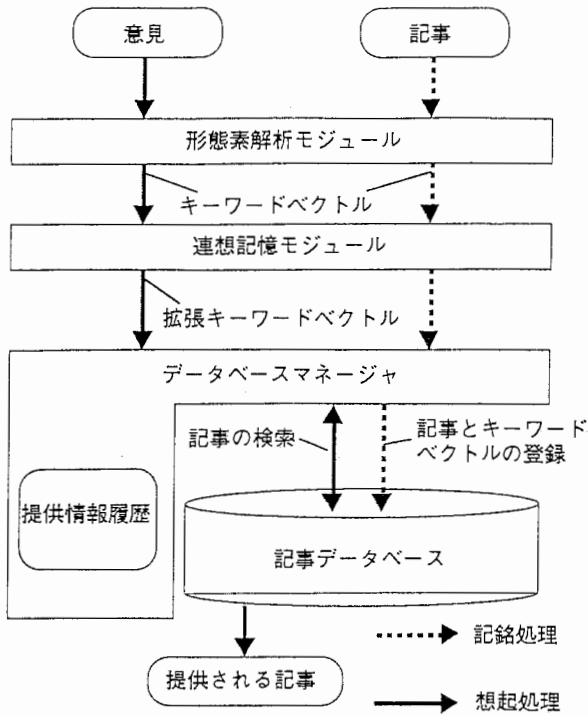 意見
記事
形態素解析モジュール
キーワードベクトル
連想記憶モジュール
拡張キーワードベクトル
データベースマネージャ
記事の検索
記事とキーワード
ベクトルの登録
提供情報履歴
記事データベース
記銘処理
提供される記事
想起処理